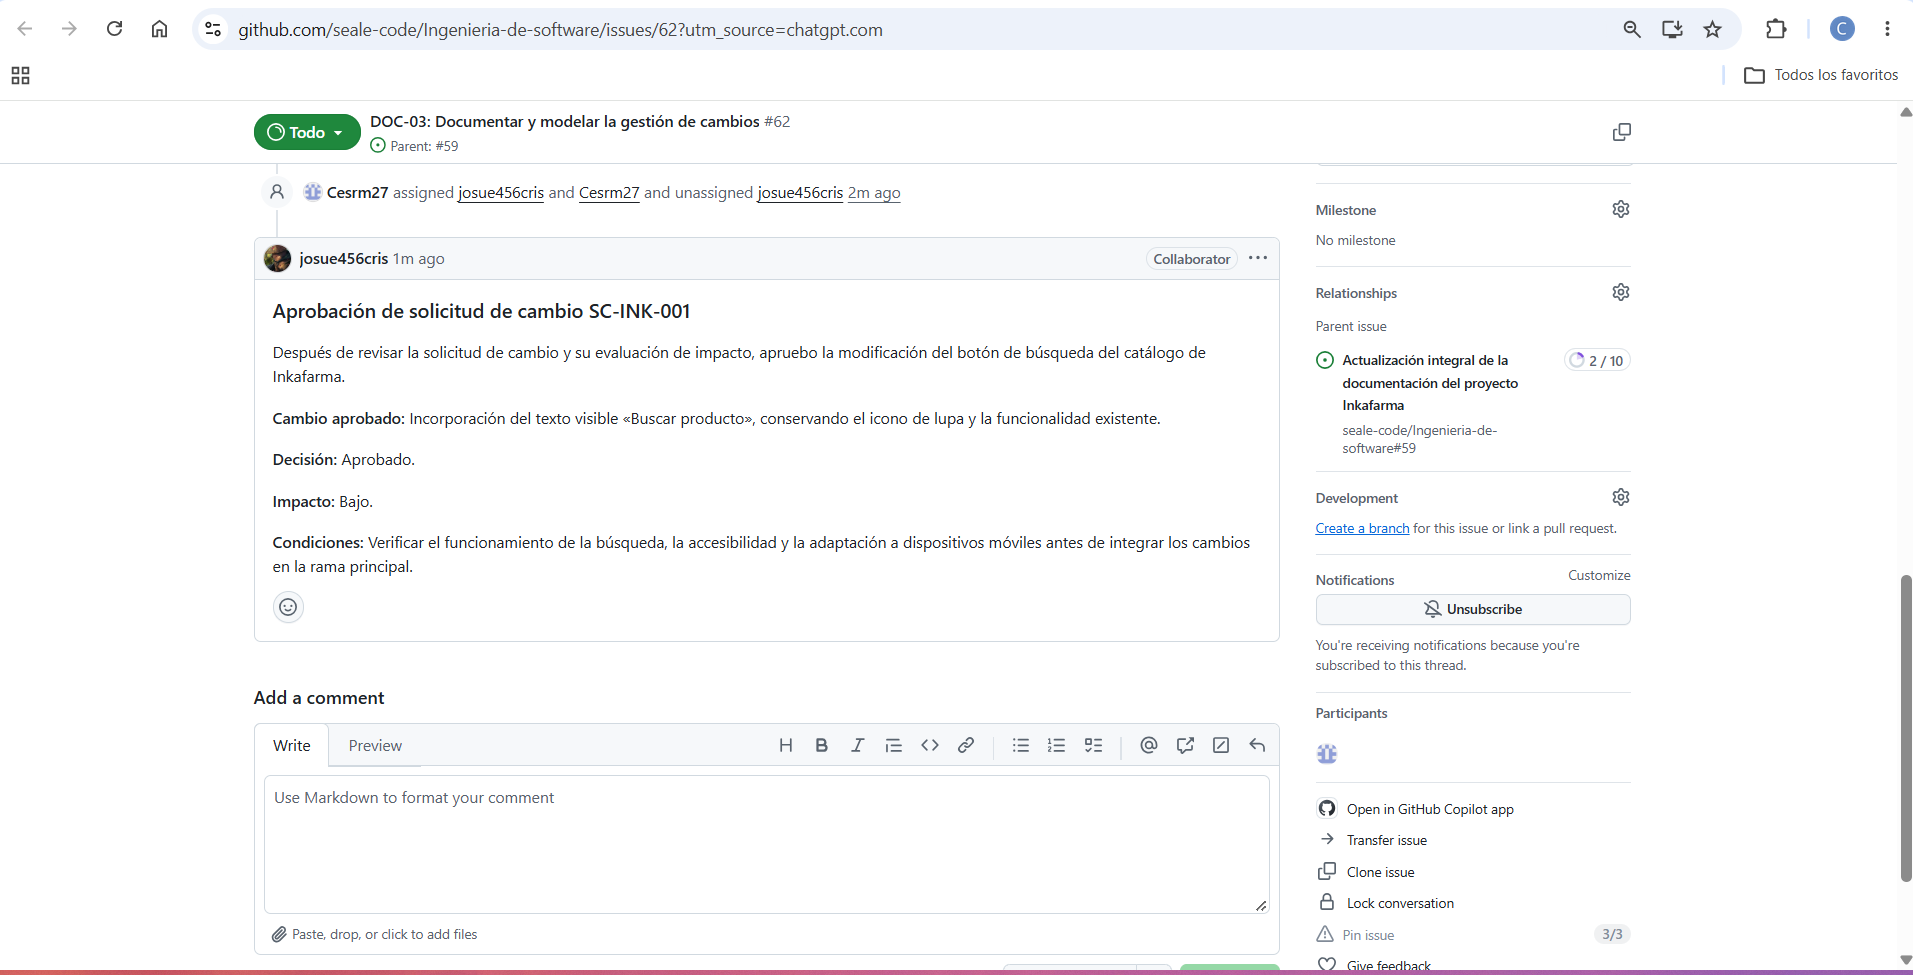 github.com/seale-code/Ingenieria-de-software/issues/62?utm_source=chatgpt.com
C
Todos los favoritos
Todo
DOC-03: Documentar y modelar la gestión de cambios #62
Parent: #59
Cesrm27 assigned josue456cris and Cesrm27 and unassigned josue456cris 2m ago
josue456cris 1m ago
Collaborator
Aprobación de solicitud de cambio SC-INK-001
Después de revisar la solicitud de cambio y su evaluación de impacto, apruebo la modificación del botón de búsqueda del catálogo de
Inkafarma.
Cambio aprobado: Incorporación del texto visible «Buscar producto», conservando el icono de lupa y la funcionalidad existente.
Decisión: Aprobado.
Impacto: Bajo.
Condiciones: Verificar el funcionamiento de la búsqueda, la accesibilidad y la adaptación a dispositivos móviles antes de integrar los cambios
en la rama principal.
Add a comment
Write
Preview
Use Markdown to format your comment
Paste, drop, or click to add files
Milestone
No milestone
Relationships
Parent issue
Actualización integral de la
documentación del proyecto
Inkafarma
2 / 10
seale-code/Ingenieria-de-
software#59
Development
Create a branch for this issue or link a pull request.
Notifications
Customize
Unsubscribe
You're receiving notifications because you're
subscribed to this thread.
Participants
Open in GitHub Copilot app
Transfer issue
Clone issue
Lock conversation
Pin issue
3/3
Give feedback